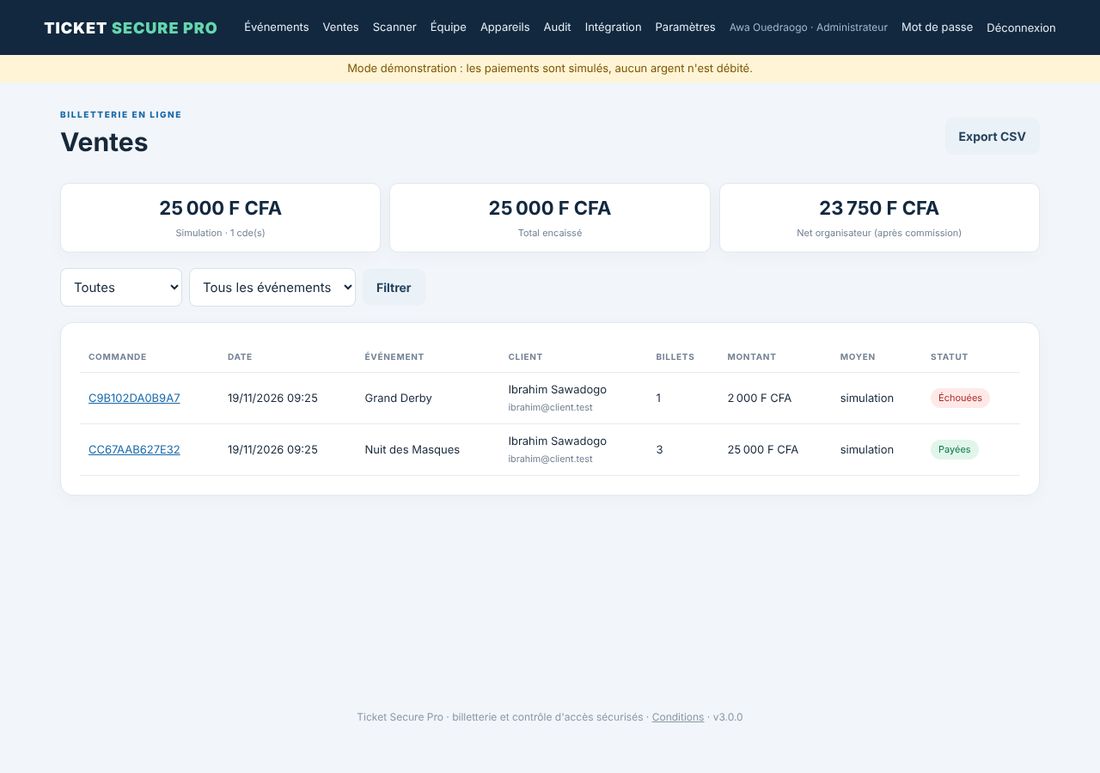 TICKET SECURE PRO Événements Ventes Scanner Équipe Appareils Audit Intégration Paramètres Awa Ouedraogo · Administrateur Mot de passe Déconnexion
Mode démonstration : les paiements sont simulés, aucun argent n'est débité.
BILLETTERIE EN LIGNE
Ventes
Export CSV
25 000 F CFA 25 000 F CFA 23 750 F CFA
Simulation · 1 cde(s) Total encaissé Net organisateur (après commission)
Toutes Tous les événements Filtrer
COMMANDE DATE ÉVÉNEMENT CLIENT BILLETS MONTANT MOYEN STATUT
C9B102DA0B9A7 19/11/2026 09:25 Grand Derby Ibrahim Sawadogo 1 2 000 F CFA simulation Échouées
ibrahim@client.test
CC67AAB627E32 19/11/2026 09:25 Nuit des Masques Ibrahim Sawadogo 3 25 000 F CFA simulation Payées
ibrahim@client.test
Ticket Secure Pro · billetterie et contrôle d'accès sécurisés · Conditions · v3.0.0